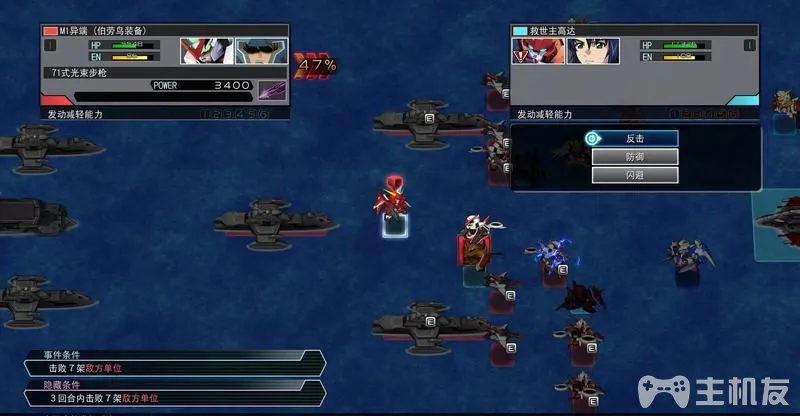 M1异端（伯劳鸟装备）
HP
EN
71式光束步枪
POWER 3400
发动减轻能力
①②③④⑤⑥
47%
救世主高达
HP
EN
发动减轻能力
反击
防御
闪避
E
E
E
E
E
E
E
E
E
E
事件条件
击败7架敌方单位
隐藏条件
3回合内击败7架敌方单位
主机友